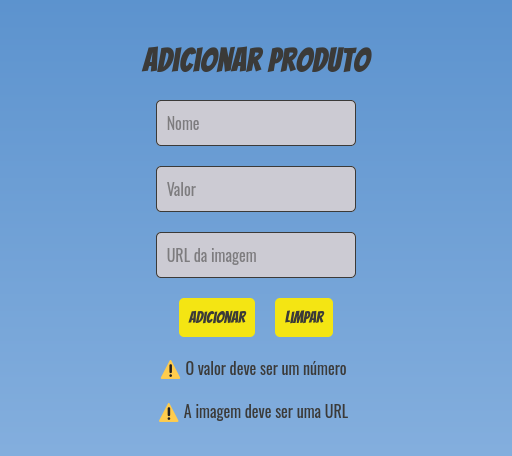 ADICIONAR PRODUTO
Nome
Valor
URL da imagem
ADICIONAR LIMPAR
⚠️ O valor deve ser um número
⚠️ A imagem deve ser uma URL